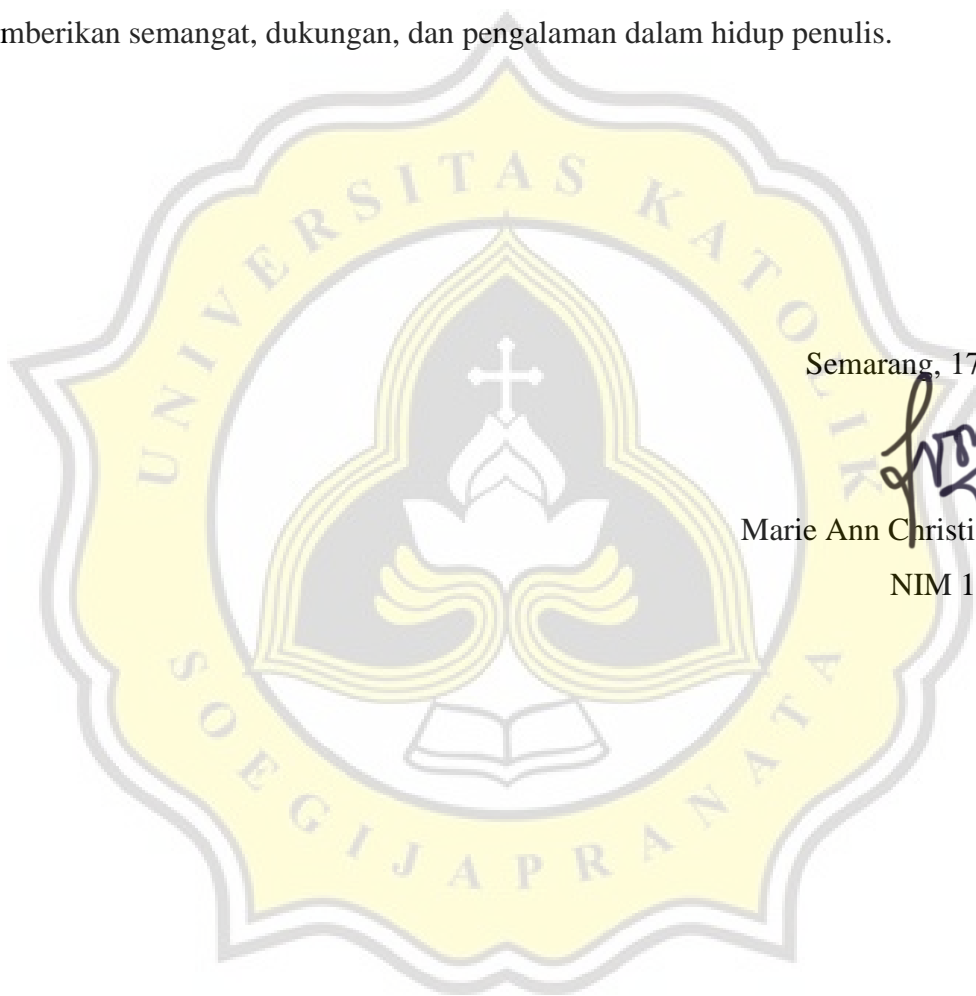 mberikan semangat, dukungan, dan pengalaman dalam hidup penulis.
UNIVERSITAS KATOLIK
SOEGIJAPRANATA
Semarang, 17
Marie Ann Christi
NIM 1